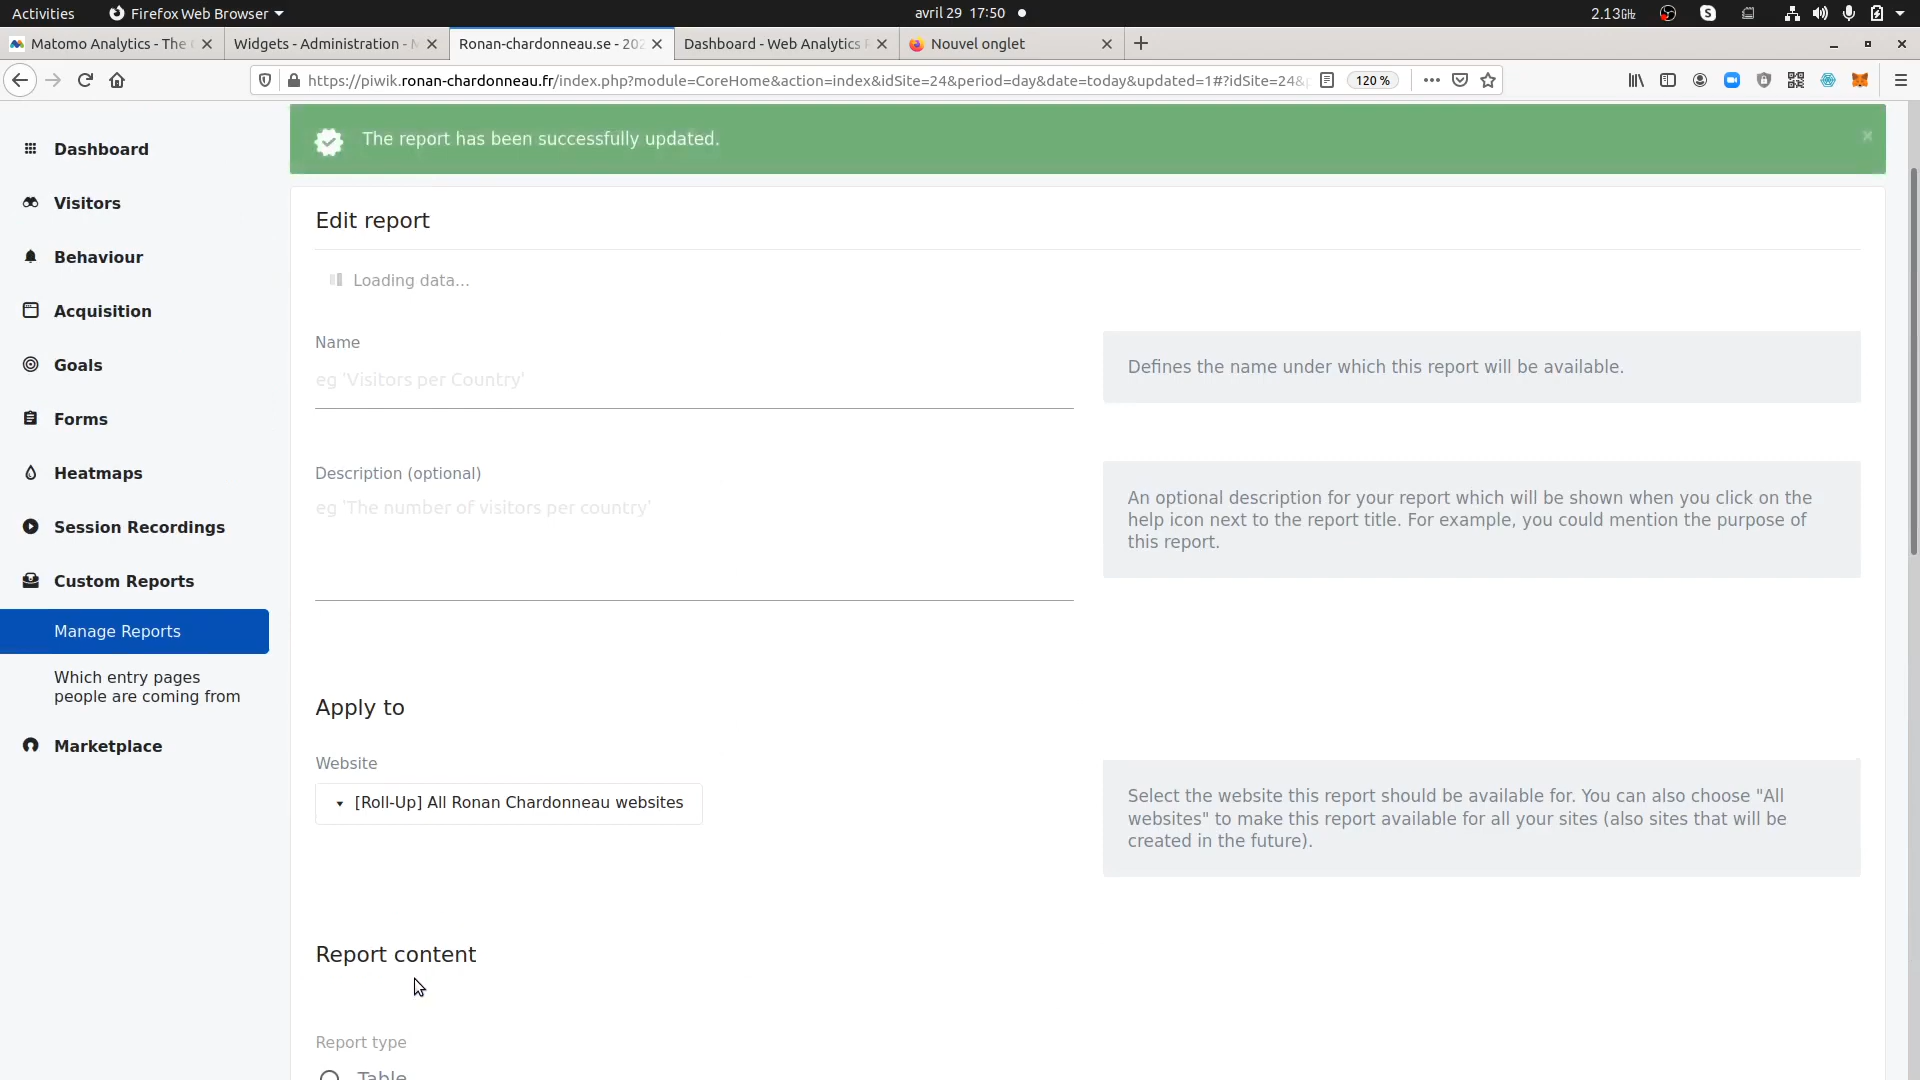 Activities
Firefox Web Browser
avril 29 17:50
2.13GHz
Matomo Analytics - The
Widgets - Administration -
Ronan-chardonneau.se - 202
Dashboard - Web Analytics
Nouvel onglet
https://piwik.ronan-chardonneau.fr/index.php?module=CoreHome&action=index&idSite=24&period=day&date=today&updated=1#?idSite=24&
120 %
Dashboard
Visitors
Behaviour
Acquisition
Goals
Forms
Heatmaps
Session Recordings
Custom Reports
Manage Reports
Which entry pages
people are coming from
Marketplace
The report has been successfully updated.
Edit report
Loading data...
Name
eg 'Visitors per Country'
Defines the name under which this report will be available.
Description (optional)
eg 'The number of visitors per country'
An optional description for your report which will be shown when you click on the
help icon next to the report title. For example, you could mention the purpose of
this report.
Apply to
Website
[Roll-Up] All Ronan Chardonneau websites
Select the website this report should be available for. You can also choose "All
websites" to make this report available for all your sites (also sites that will be
created in the future).
Report content
Report type
Table